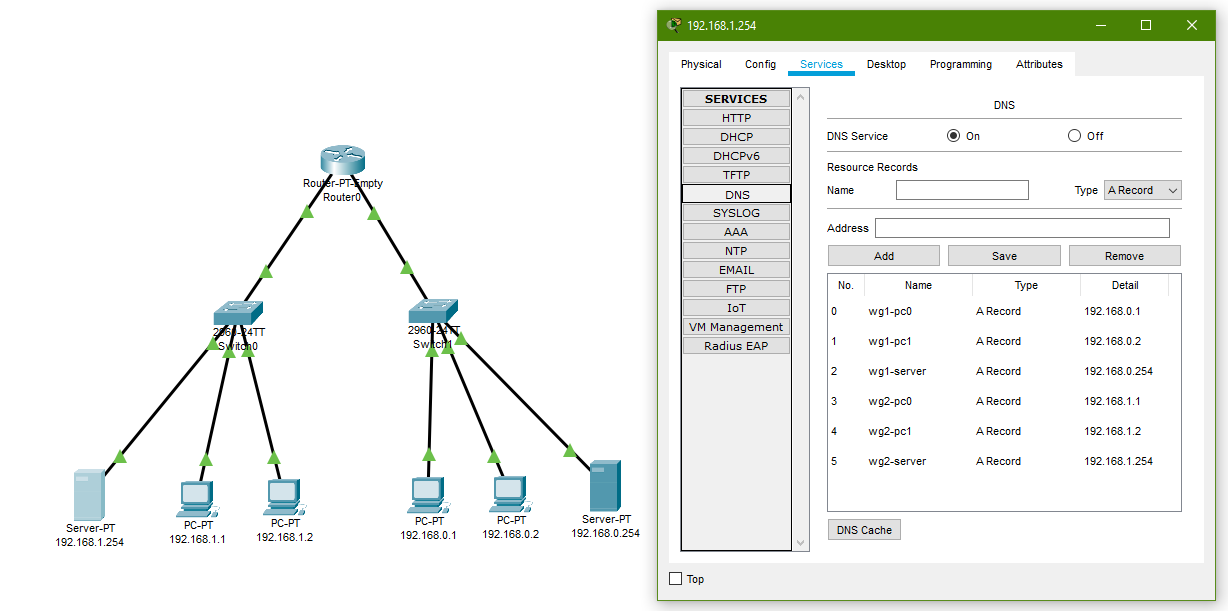 Router-PT-Empty
Router0
2960-24TT
Switch0
2960-24TT
Switch1
Server-PT
192.168.1.254
PC-PT
192.168.1.1
PC-PT
192.168.1.2
PC-PT
192.168.0.1
PC-PT
192.168.0.2
Server-PT
192.168.0.254
192.168.1.254
Physical Config Services Desktop Programming Attributes
SERVICES
HTTP
DHCP
DHCPv6
TFTP
DNS
SYSLOG
AAA
NTP
EMAIL
FTP
IoT
VM Management
Radius EAP
DNS
DNS Service On Off
Resource Records
Name Type A Record
Address
Add Save Remove
No. Name Type Detail
0 wg1-pc0 A Record 192.168.0.1
1 wg1-pc1 A Record 192.168.0.2
2 wg1-server A Record 192.168.0.254
3 wg2-pc0 A Record 192.168.1.1
4 wg2-pc1 A Record 192.168.1.2
5 wg2-server A Record 192.168.1.254
DNS Cache
Top